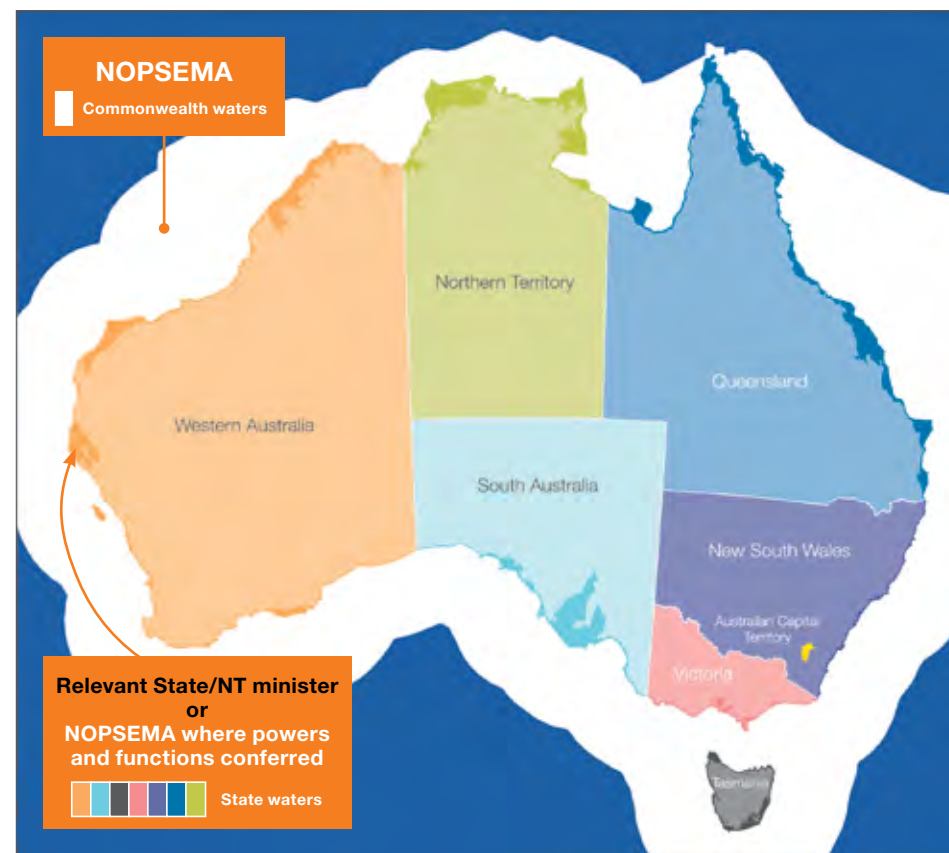 NOPSEMA
Commonwealth waters
Northern Territory
Queensland
Western Australia
South Australia
New South Wales
Australian Capital
Territory
Victoria
Relevant State/NT minister
or
NOPSEMA where powers
and functions conferred
State waters
Tasmania